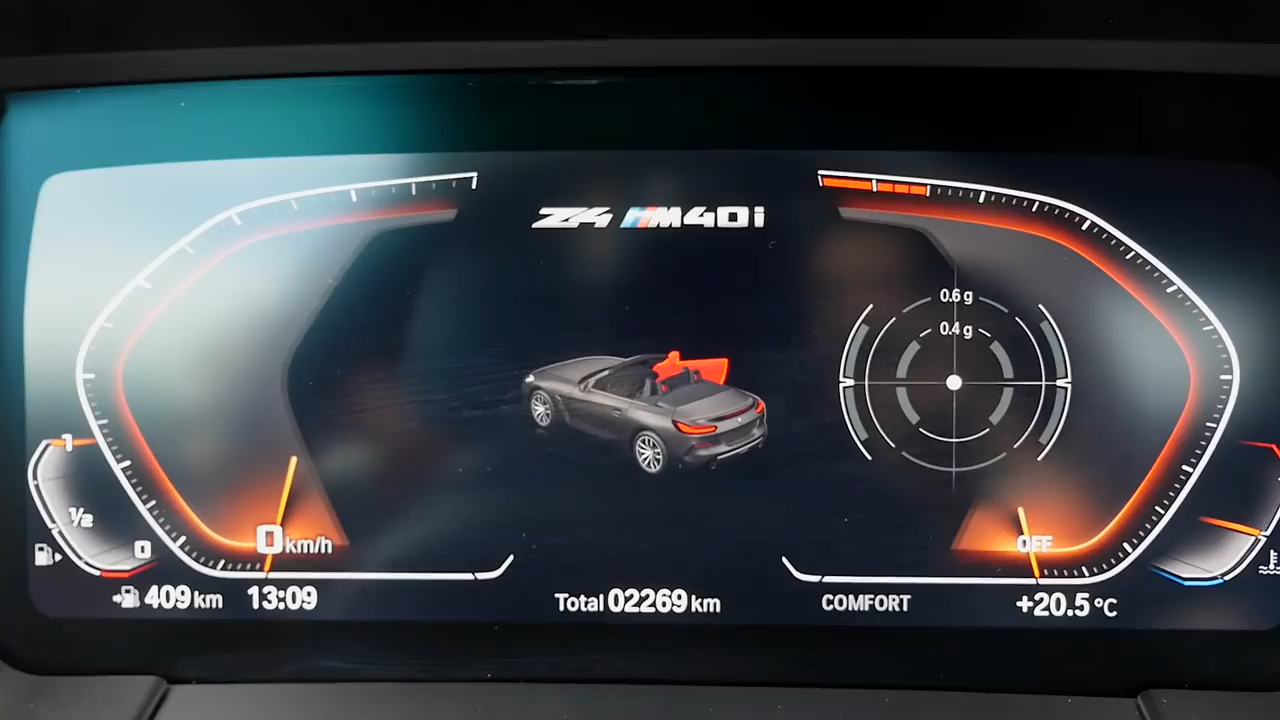 Z4 M40i
0.6 g
0.4 g
1
1/2
0
0 km/h
OFF
409 km
13:09
Total 02269 km
COMFORT
+20.5 °C